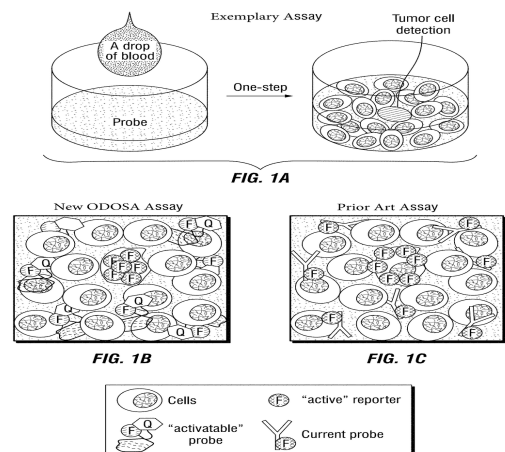 Exemplary Assay
A drop
of blood
Probe
One-step
Tumor cell
detection
FIG. 1A
New ODOSA Assay
Q
F
F
Q
F
Q
F
F
F
F
F
F
F
Q
F
Q
F
Q
F
FIG. 1B
Prior Art Assay
F
F
F
F
F
F
F
F
F
F
F
F
FIG. 1C
Cells
F
"active" reporter
F
Q
"activatable"
probe
F
Current probe